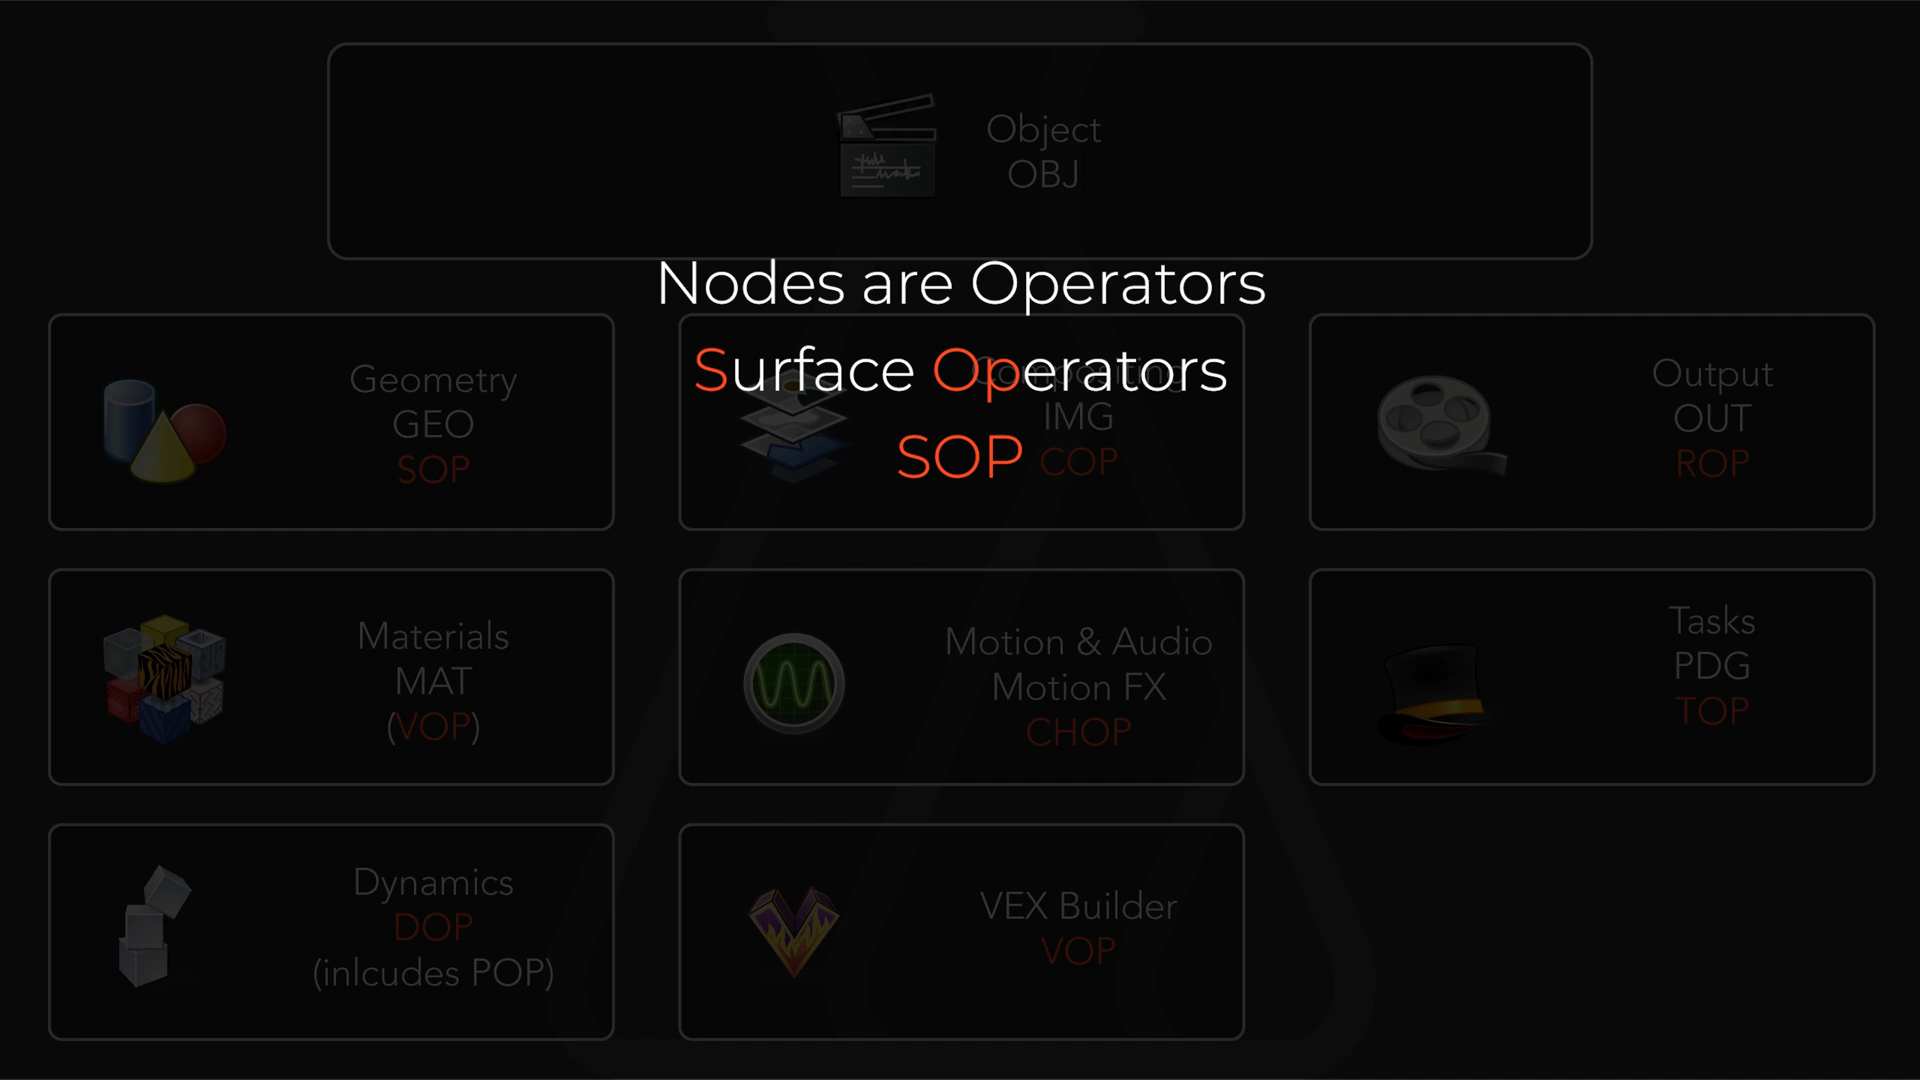 Object
OBJ
Nodes are Operators
Surface Operators
SOP
Geometry
GEO
SOP
Compositing
IMG
COP
Output
OUT
ROP
Materials
MAT
(VOP)
Motion & Audio
Motion FX
CHOP
Tasks
PDG
TOP
Dynamics
DOP
(inlcudes POP)
VEX Builder
VOP